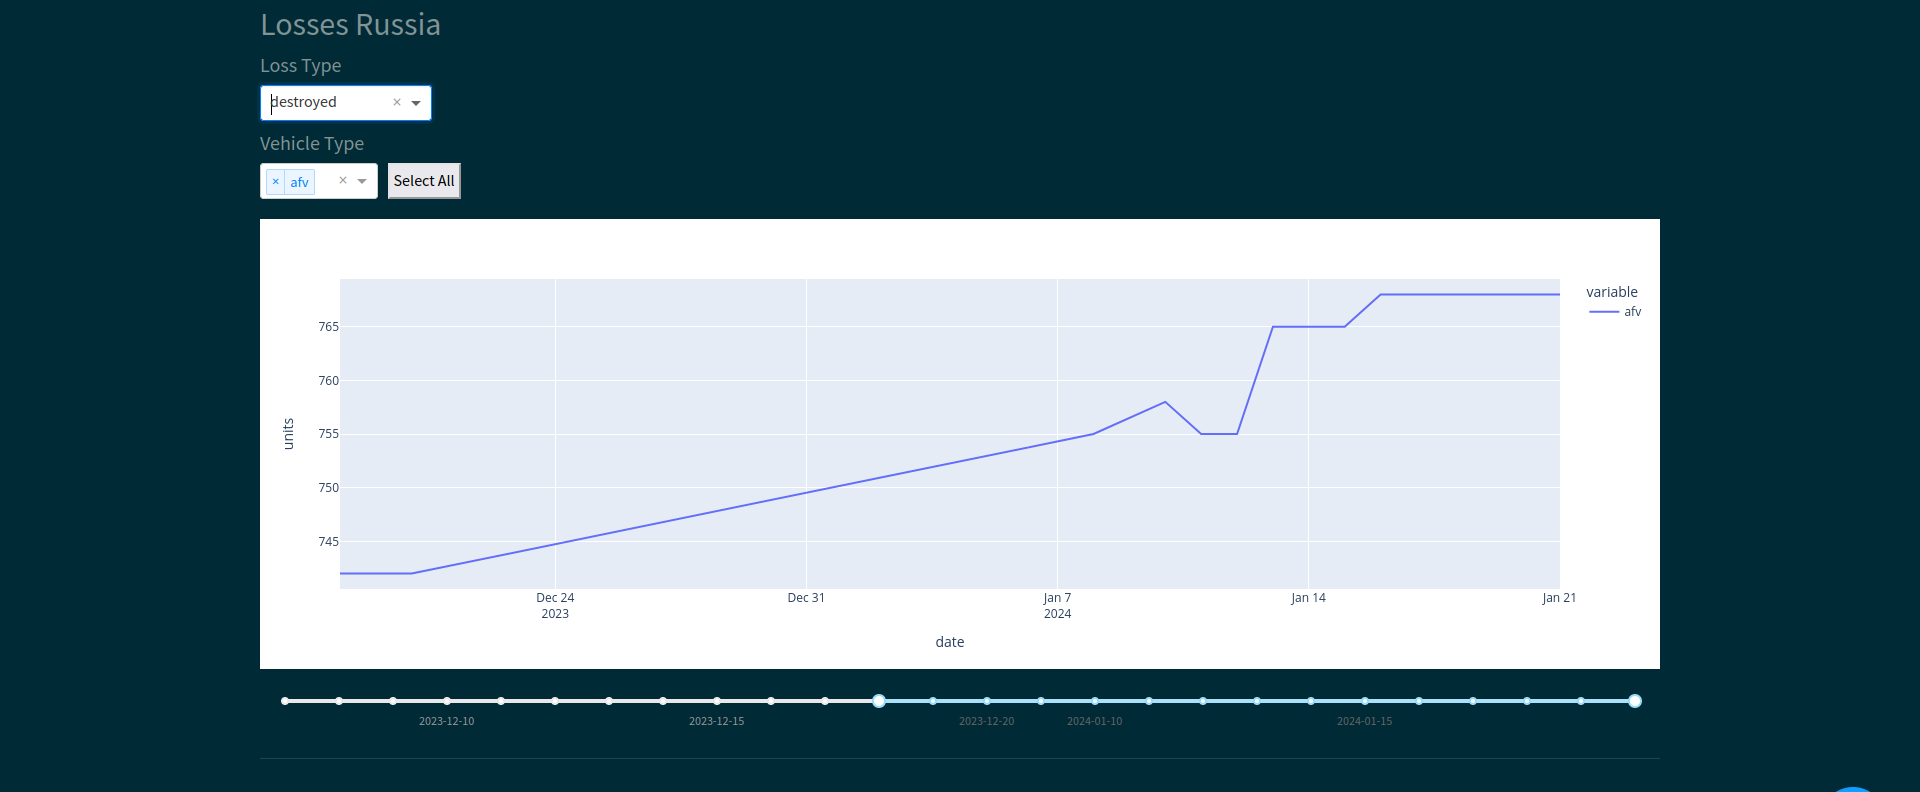 Losses Russia
Loss Type
destroyed × 
Vehicle Type
× afv × Select All
variable
afv
765
760
755
750
745
units
Dec 24
2023
Dec 31
Jan 7
2024
Jan 14
Jan 21
date
2023-12-10 2023-12-15 2023-12-20 2024-01-10 2024-01-15